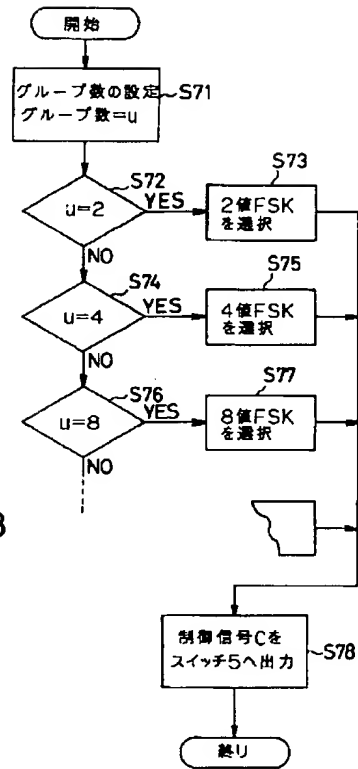 開始
グループ数の設定
グループ数=u
S71
S72
u=2
YES
NO
S73
2値FSK
を選択
S74
u=4
YES
NO
S75
4値FSK
を選択
S76
u=8
YES
NO
S77
8値FSK
を選択
制御信号Cを
スイッチ5へ出力
S78
終り